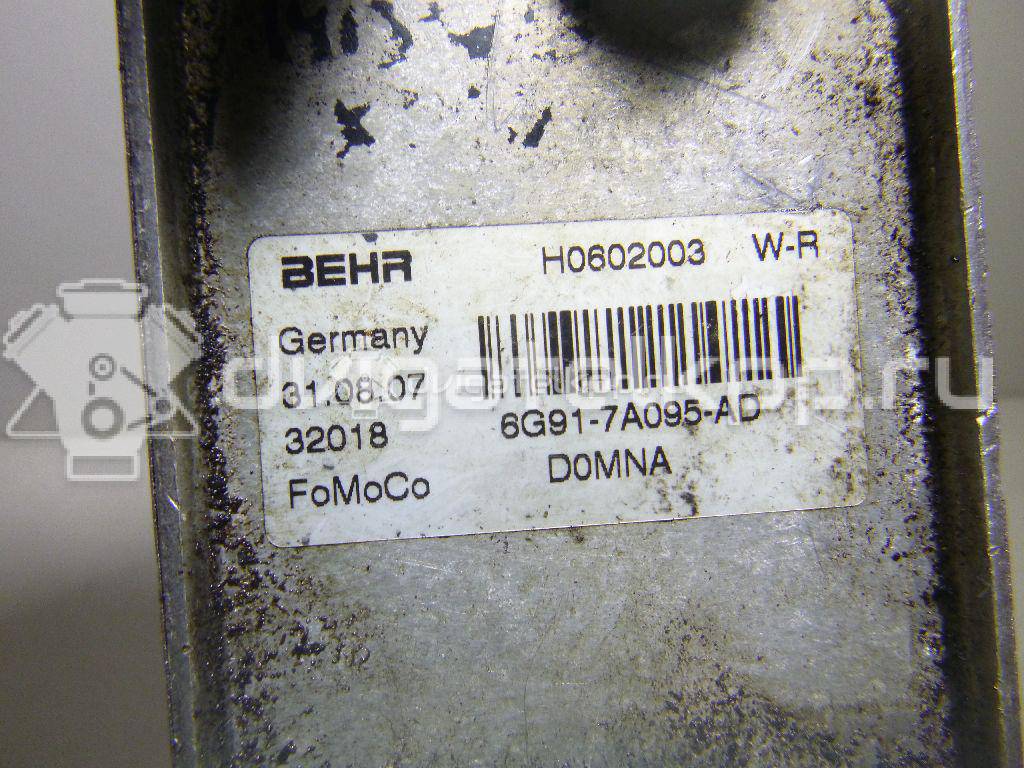 BEHR H0602003 W-R
Germany
31.08.07
32018 6G91-7A095-AD
FoMoCo D0MNA